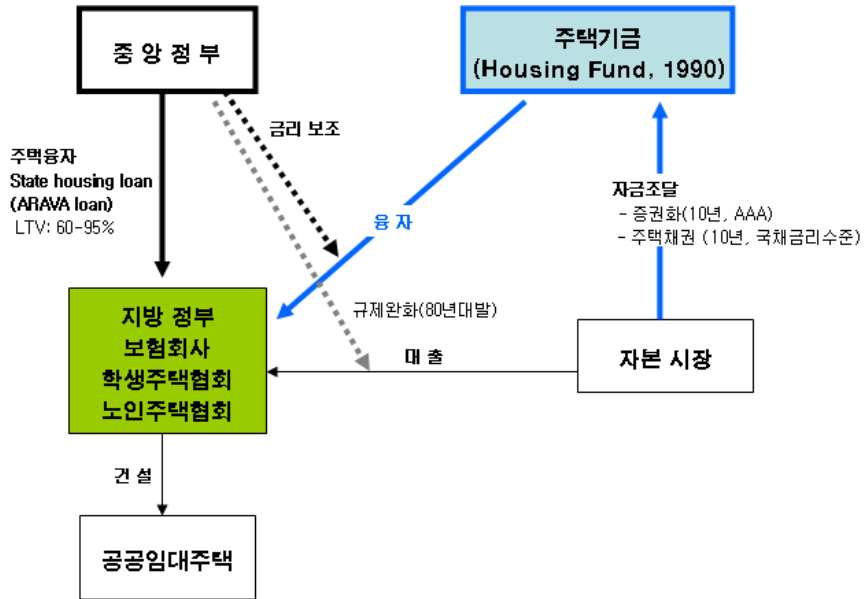 중 앙 정 부
주택기금
(Housing Fund, 1990)
금리 보조
주택융자
State housing loan
(ARAVA loan)
LTV: 60-95%
자금조달
- 증권화(10년, AAA)
- 주택채권 (10년, 국채금리수준)
융 자
규제완화(80년대발)
지방 정부
보험회사
학생주택협회
노인주택협회
대 출
자본 시장
건 설
공공임대주택